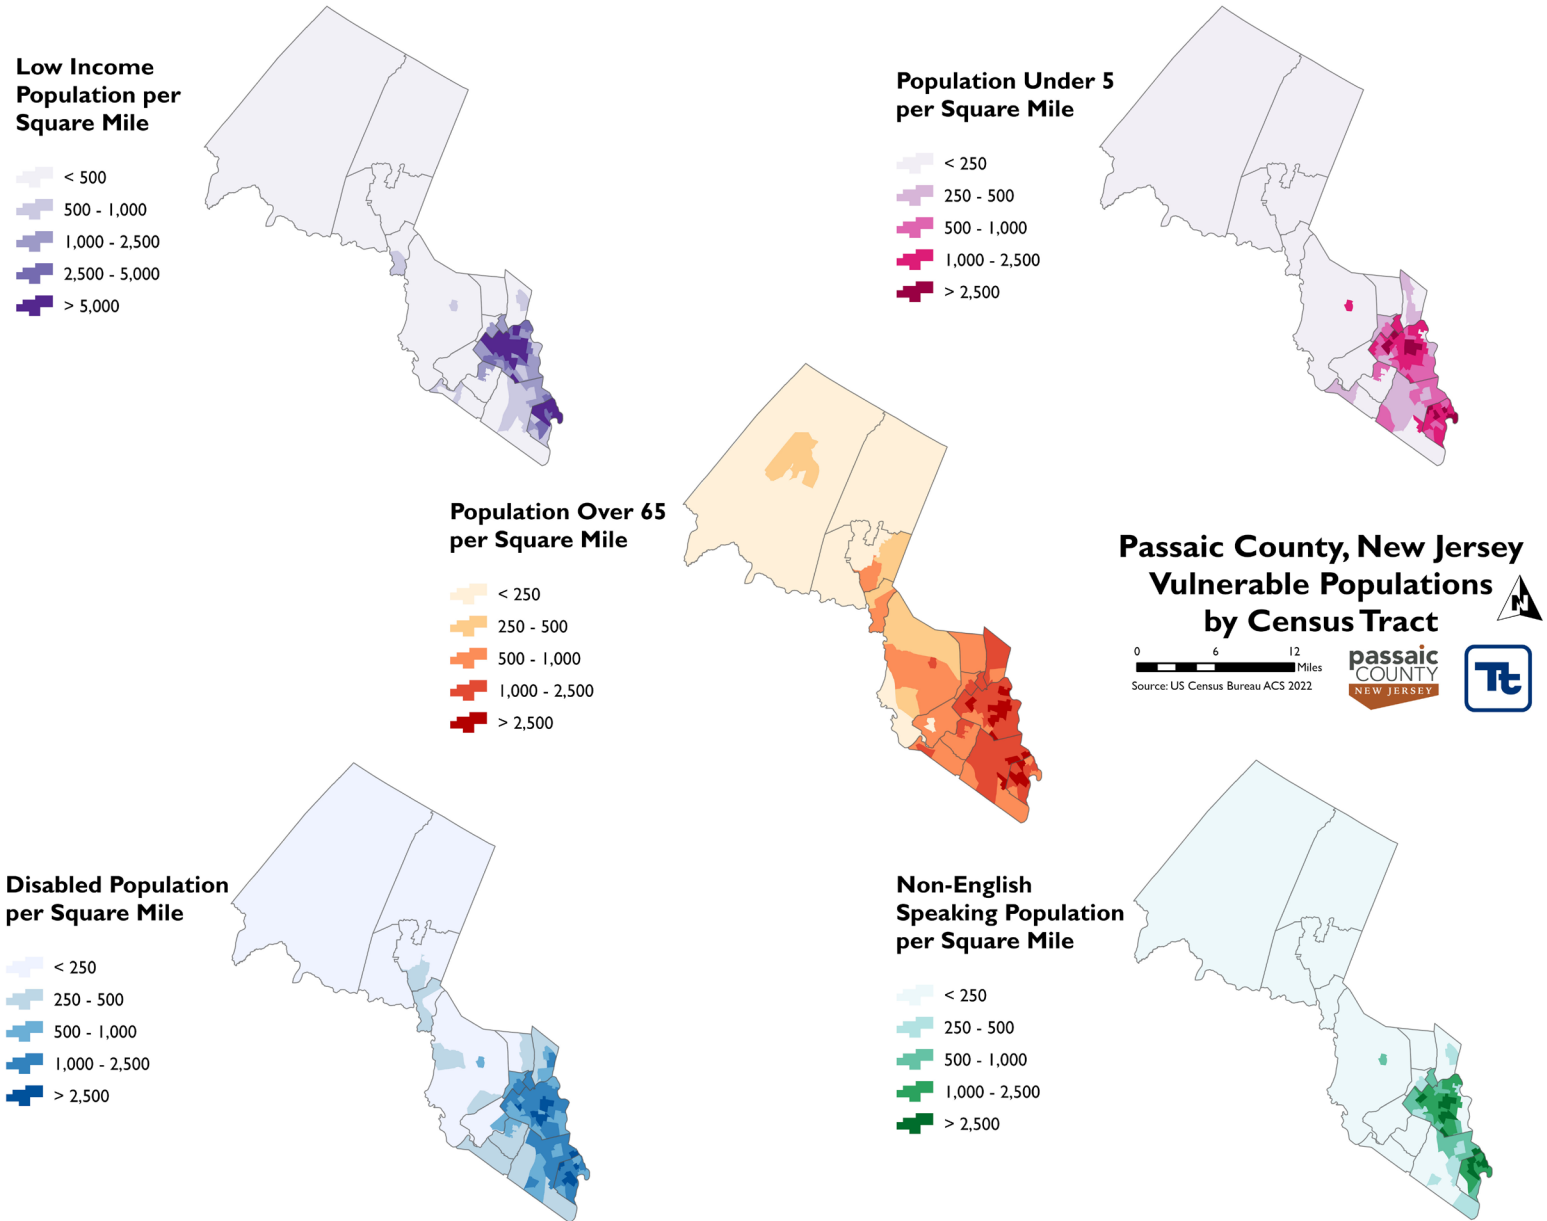 Low Income
Population per
Square Mile
< 500
500 - 1,000
1,000 - 2,500
2,500 - 5,000
> 5,000
Population Under 5
per Square Mile
< 250
250 - 500
500 - 1,000
1,000 - 2,500
> 2,500
Population Over 65
per Square Mile
< 250
250 - 500
500 - 1,000
1,000 - 2,500
> 2,500
Passaic County, New Jersey
Vulnerable Populations
by Census Tract
N
0 6 12
Miles
Source: US Census Bureau ACS 2022
passaic
COUNTY
NEW JERSEY
Tt
Disabled Population
per Square Mile
< 250
250 - 500
500 - 1,000
1,000 - 2,500
> 2,500
Non-English
Speaking Population
per Square Mile
< 250
250 - 500
500 - 1,000
1,000 - 2,500
> 2,500